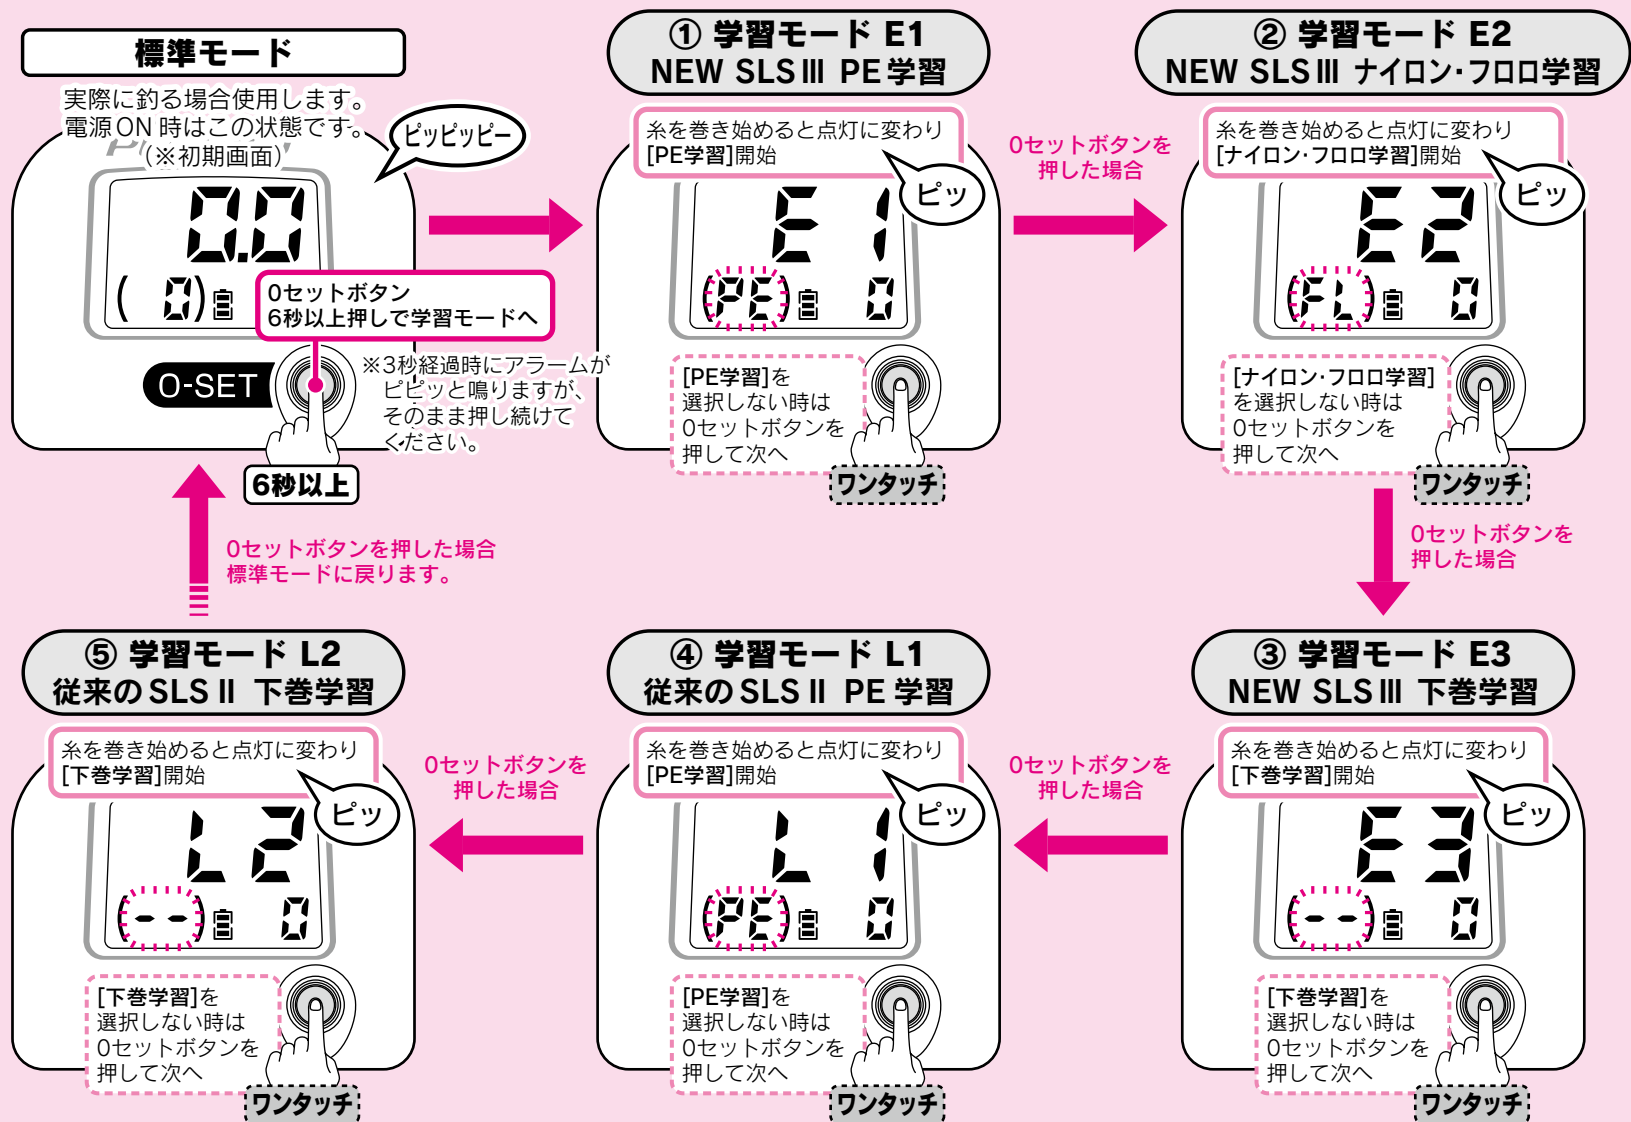 標準モード
実際に釣る場合使用します。
電源ON時はこの状態です。
(※初期画面)
ピッピッピー
0.0
( 0)
0セットボタン
6秒以上押しで学習モードへ
※3秒経過時にアラームが
ピピッと鳴りますが、
そのまま押し続けて
ください。
0-SET
6秒以上
① 学習モード E1
NEW SLSⅢ PE学習
糸を巻き始めると点灯に変わり
[PE学習]開始
ピッ
E1
(PE) 0
[PE学習]を
選択しない時は
0セットボタンを
押して次へ
ワンタッチ
0セットボタンを
押した場合
② 学習モード E2
NEW SLSⅢ ナイロン・フロロ学習
糸を巻き始めると点灯に変わり
[ナイロン・フロロ学習]開始
ピッ
E2
(FL) 0
[ナイロン・フロロ学習]
を選択しない時は
0セットボタンを
押して次へ
ワンタッチ
0セットボタンを
押した場合
③ 学習モード E3
NEW SLSⅢ 下巻学習
糸を巻き始めると点灯に変わり
[下巻学習]開始
ピッ
E3
(--) 0
[下巻学習]を
選択しない時は
0セットボタンを
押して次へ
ワンタッチ
0セットボタンを
押した場合
④ 学習モード L1
従来のSLSⅡ PE学習
糸を巻き始めると点灯に変わり
[PE学習]開始
ピッ
L1
(PE) 0
[PE学習]を
選択しない時は
0セットボタンを
押して次へ
ワンタッチ
0セットボタンを
押した場合
⑤ 学習モード L2
従来のSLSⅡ 下巻学習
糸を巻き始めると点灯に変わり
[下巻学習]開始
ピッ
L2
(--) 0
[下巻学習]を
選択しない時は
0セットボタンを
押して次へ
ワンタッチ
0セットボタンを押した場合
標準モードに戻ります。